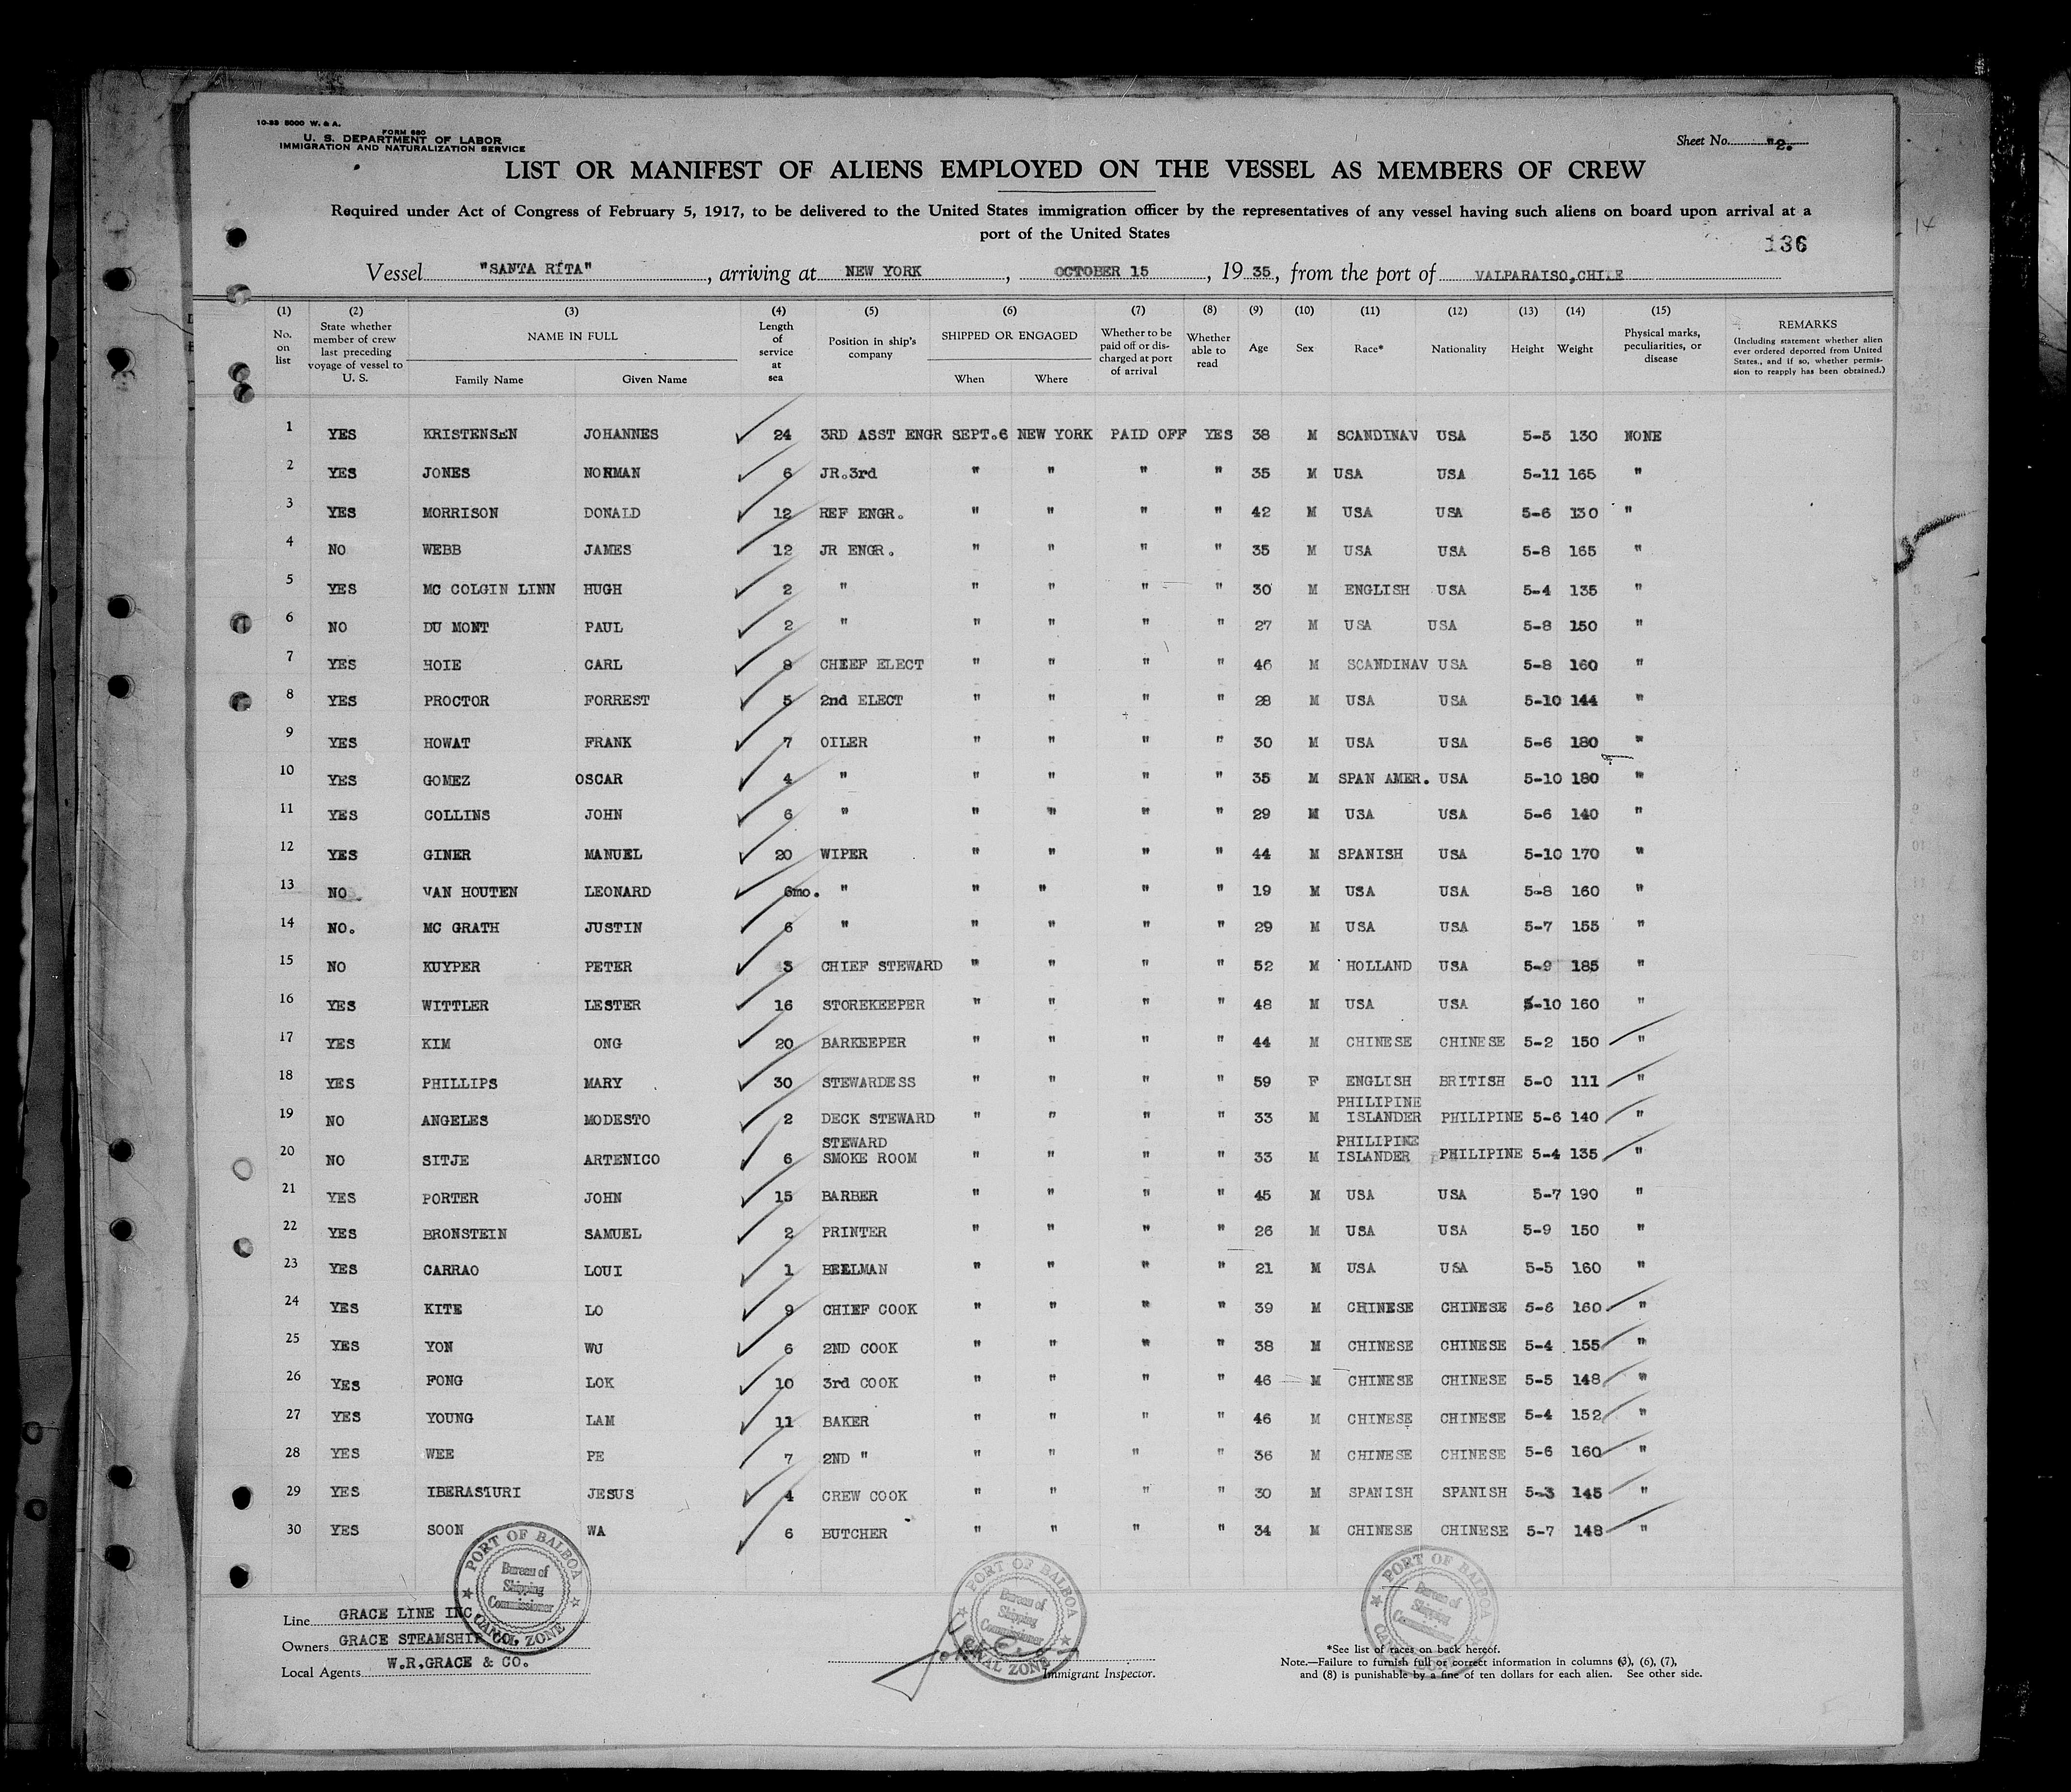 10-33 5000 W. & A.
FORM 680
U. S. DEPARTMENT OF LABOR
IMMIGRATION AND NATURALIZATION SERVICE
Sheet No. 2.
LIST OR MANIFEST OF ALIENS EMPLOYED ON THE VESSEL AS MEMBERS OF CREW
Required under Act of Congress of February 5, 1917, to be delivered to the United States immigration officer by the representatives of any vessel having such aliens on board upon arrival at a
port of the United States
136
Vessel "SANTA RITA", arriving at NEW YORK, OCTOBER 15, 19 35, from the port of VALPARAISO,CHILE
(1) (2) (3) (4) (5) (6) (7) (8) (9) (10) (11) (12) (13) (14) (15)
No. on list
State whether member of crew last preceding voyage of vessel to U. S.
NAME IN FULL
Family Name
Given Name
Length of service at sea
Position in ship's company
SHIPPED OR ENGAGED
When
Where
Whether to be paid off or discharged at port of arrival
Whether able to read
Age
Sex
Race*
Nationality
Height
Weight
Physical marks, peculiarities, or disease
REMARKS
(Including statement whether alien ever ordered deported from United States., and if so, whether permission to reapply has been obtained.)
1 YES KRISTENSEN JOHANNES 24 3RD ASST ENGR SEPT.6 NEW YORK PAID OFF YES 38 M SCANDINAV USA 5-5 130 NONE
2 YES JONES NORMAN 6 JR.3rd " " " " 35 M USA USA 5-11 165 "
3 YES MORRISON DONALD 12 REF ENGR. " " " " 42 M USA USA 5-6 130 "
4 NO WEBB JAMES 12 JR ENGR. " " " " 35 M USA USA 5-8 165 "
5 YES MC COLGIN LINN HUGH 2 " " " " " 30 M ENGLISH USA 5-4 135 "
6 NO DU MONT PAUL 2 " " " " " 27 M USA USA 5-8 150 "
7 YES HOIE CARL 8 CHEEF ELECT " " " " 46 M SCANDINAV USA 5-8 160 "
8 YES PROCTOR FORREST 5 2nd ELECT " " " " 28 M USA USA 5-10 144 "
9 YES HOWAT FRANK 7 OILER " " " " 30 M USA USA 5-6 180 "
10 YES GOMEZ OSCAR 4 " " " " " 35 M SPAN AMER. USA 5-10 180 "
11 YES COLLINS JOHN 6 " " " " " 29 M USA USA 5-6 140 "
12 YES GINER MANUEL 20 WIPER " " " " 44 M SPANISH USA 5-10 170 "
13 NO VAN HOUTEN LEONARD 6mo. " " " " " 19 M USA USA 5-8 160 "
14 NO. MC GRATH JUSTIN 6 " " " " " 29 M USA USA 5-7 155 "
15 NO KUYPER PETER CHIEF STEWARD " " " " 52 M HOLLAND USA 5-9 185 "
16 YES WITTLER LESTER 16 STOREKEEPER " " " " 48 M USA USA 5-10 160 "
17 YES KIM ONG 20 BARKEEPER " " " " 44 M CHINESE CHINESE 5-2 150 "
18 YES PHILLIPS MARY 30 STEWARDESS " " " " 59 F ENGLISH BRITISH 5-0 111 "
19 NO ANGELES MODESTO 2 DECK STEWARD " " " " 33 M PHILIPINE ISLANDER PHILIPINE 5-6 140 "
20 NO SITJE ARTENICO 6 STEWARD SMOKE ROOM " " " " 33 M PHILIPINE ISLANDER PHILIPINE 5-4 135 "
21 YES PORTER JOHN 15 BARBER " " " " 45 M USA USA 5-7 190 "
22 YES BRONSTEIN SAMUEL 2 PRINTER " " " " 26 M USA USA 5-9 150 "
23 YES CARRAO LOUI 1 BEELMAN " " " " 21 M USA USA 5-5 160 "
24 YES KITE LO 9 CHIEF COOK " " " " 39 M CHINESE CHINESE 5-6 160 "
25 YES YON WU 6 2ND COOK " " " " 38 M CHINESE CHINESE 5-4 155 "
26 YES FONG LOK 10 3rd COOK " " " " 46 M CHINESE CHINESE 5-5 148 "
27 YES YOUNG LAM 11 BAKER " " " " 46 M CHINESE CHINESE 5-4 152 "
28 YES WEE PE 7 2ND " " " " " 36 M CHINESE CHINESE 5-6 160 "
29 YES IBERASTURI JESUS 4 CREW COOK " " " " 30 M SPANISH SPANISH 5-3 145 "
30 YES SOON WA 6 BUTCHER " " " " 34 M CHINESE CHINESE 5-7 148 "
PORT OF BALBOA Bureau of Shipping Commissioner CANAL ZONE
PORT OF BALBOA Bureau of Shipping Commissioner CANAL ZONE
PORT OF BALBOA Bureau of Shipping Commissioner CANAL ZONE
Line GRACE LINE INC
Owners GRACE STEAMSHIP CO.
Local Agents W.R,GRACE & CO.
Immigrant Inspector.
*See list of races on back hereof.
Note.—Failure to furnish full or correct information in columns (3), (6), (7),
and (8) is punishable by a fine of ten dollars for each alien. See other side.
14